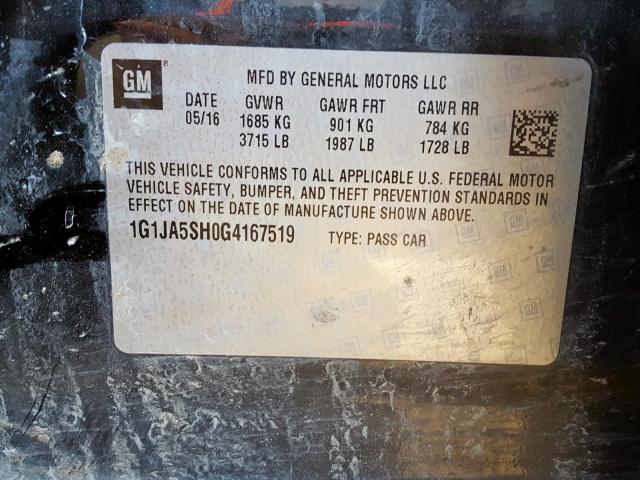 GM
MFD BY GENERAL MOTORS LLC
DATE GVWR GAWR FRT GAWR RR
05/16 1685 KG 901 KG 784 KG
3715 LB 1987 LB 1728 LB
THIS VEHICLE CONFORMS TO ALL APPLICABLE U.S. FEDERAL MOTOR
VEHICLE SAFETY, BUMPER, AND THEFT PREVENTION STANDARDS IN
EFFECT ON THE DATE OF MANUFACTURE SHOWN ABOVE.
1G1JA5SH0G4167519 TYPE: PASS CAR